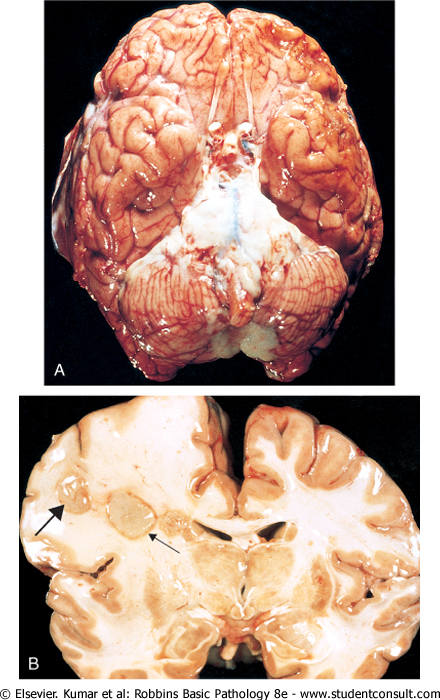 A
B
© Elsevier. Kumar et al: Robbins Basic Pathology 8e - www.studentconsult.com